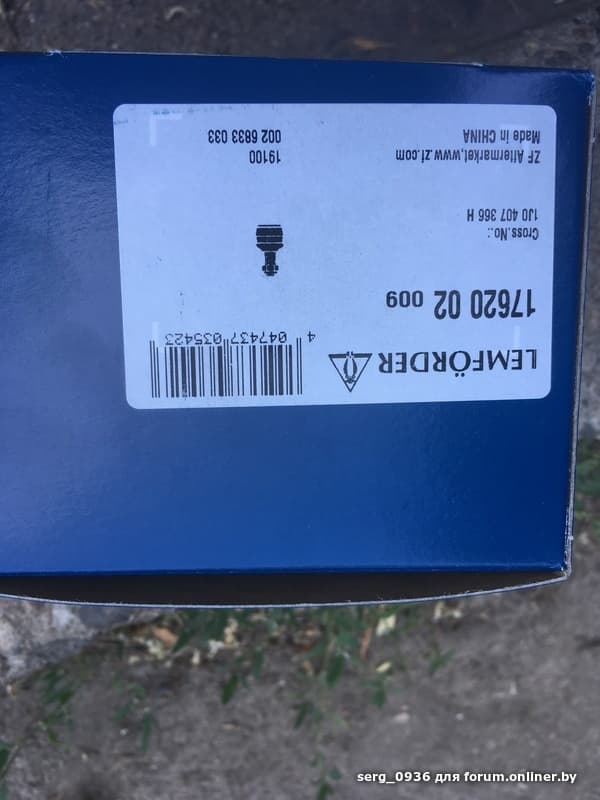 LEMFÖRDER
4 047437 035423
17620 02 009
Cross.No.:
1J0 407 366 H
ZF Aftermarket,www.zf.com
Made in CHINA
19100
002 6833 033
serg_0936 для forum.onliner.by